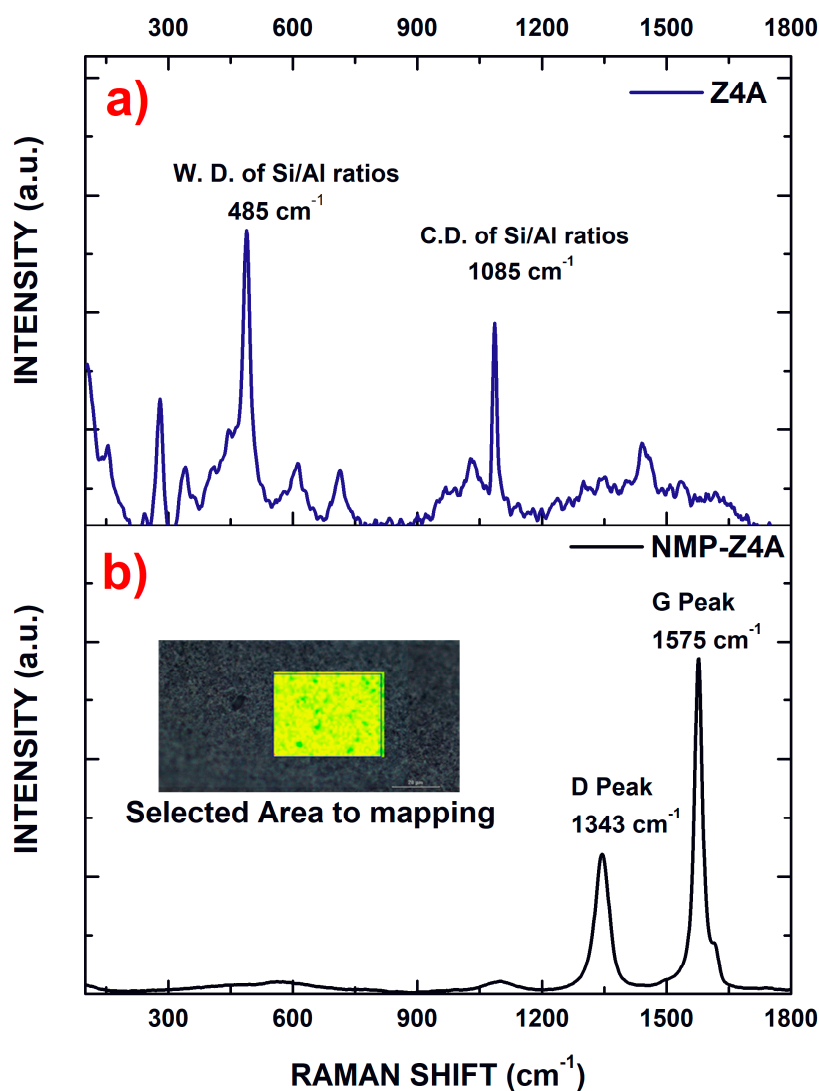 300 600 900 1200 1500 1800
a)
Z4A
W. D. of Si/Al ratios
485 cm⁻¹
C.D. of Si/Al ratios
1085 cm⁻¹
INTENSITY (a.u.)
b)
NMP-Z4A
G Peak
1575 cm⁻¹
D Peak
1343 cm⁻¹
Selected Area to mapping
INTENSITY (a.u.)
300 600 900 1200 1500 1800
RAMAN SHIFT (cm⁻¹)